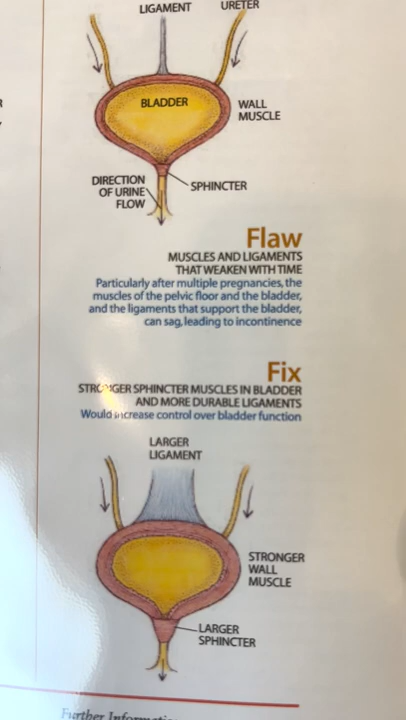 LIGAMENT
URETER
BLADDER
WALL
MUSCLE
DIRECTION
OF URINE
FLOW
SPHINCTER
Flaw
MUSCLES AND LIGAMENTS
THAT WEAKEN WITH TIME
Particularly after multiple pregnancies, the
muscles of the pelvic floor and the bladder,
and the ligaments that support the bladder,
can sag, leading to incontinence
Fix
STRONGER SPHINCTER MUSCLES IN BLADDER
AND MORE DURABLE LIGAMENTS
Would increase control over bladder function
LARGER
LIGAMENT
STRONGER
WALL
MUSCLE
LARGER
SPHINCTER
Further